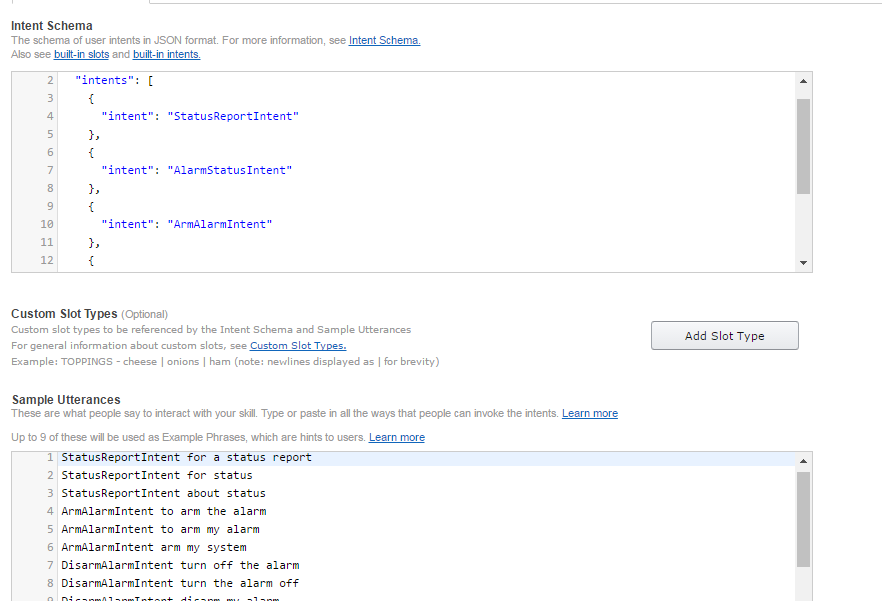 Intent Schema
The schema of user intents in JSON format. For more information, see Intent Schema.
Also see built-in slots and built-in intents.
2 "intents": [
3 {
4 "intent": "StatusReportIntent"
5 },
6 {
7 "intent": "AlarmStatusIntent"
8 },
9 {
10 "intent": "ArmAlarmIntent"
11 },
12 {
Custom Slot Types (Optional)
Custom slot types to be referenced by the Intent Schema and Sample Utterances
For general information about custom slots, see Custom Slot Types.
Example: TOPPINGS - cheese | onions | ham (note: newlines displayed as | for brevity)
Add Slot Type
Sample Utterances
These are what people say to interact with your skill. Type or paste in all the ways that people can invoke the intents. Learn more
Up to 9 of these will be used as Example Phrases, which are hints to users. Learn more
1 StatusReportIntent for a status report
2 StatusReportIntent for status
3 StatusReportIntent about status
4 ArmAlarmIntent to arm the alarm
5 ArmAlarmIntent to arm my alarm
6 ArmAlarmIntent arm my system
7 DisarmAlarmIntent turn off the alarm
8 DisarmAlarmIntent turn the alarm off
9 DisarmAlarmIntent disarm my alarm